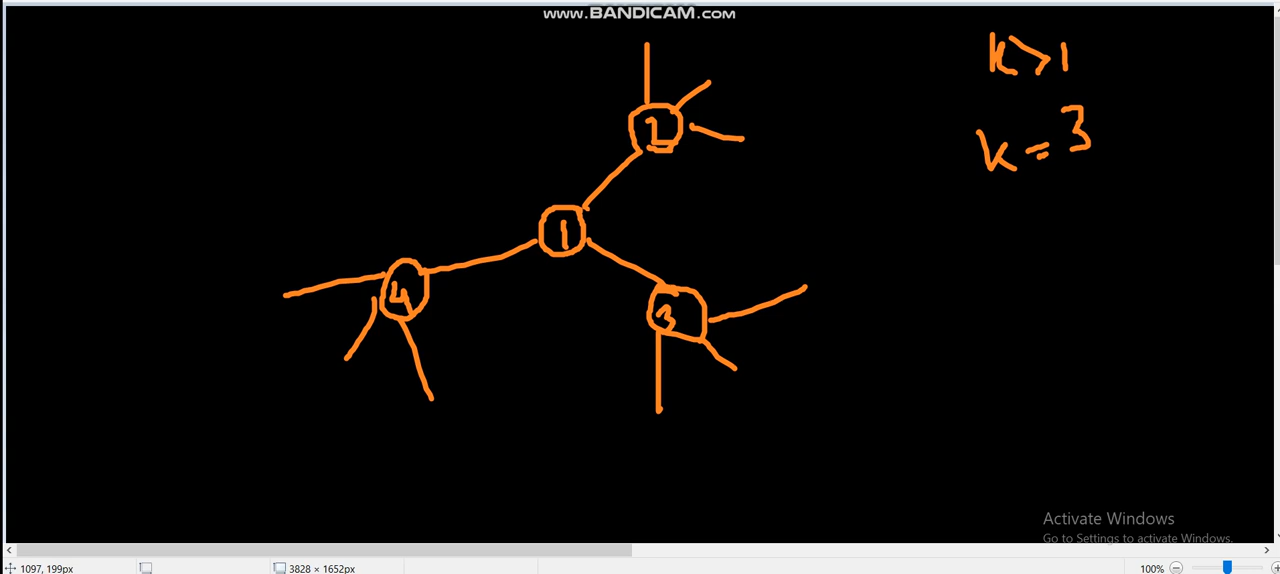 www.BANDICAM.com
k>1
k=3
2
1
4
3
Activate Windows
Go to Settings to activate Windows.
1097, 199px
3828 × 1652px
100%